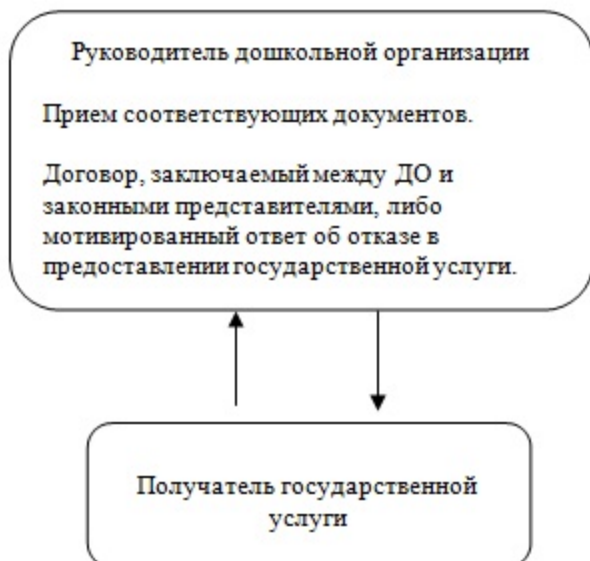 Руководитель дошкольной организации
Прием соответствующих документов.
Договор, заключаемый между ДО и
законными представителями, либо
мотивированный ответ об отказе в
предоставлении государственной услуги.
Получатель государственной
услуги